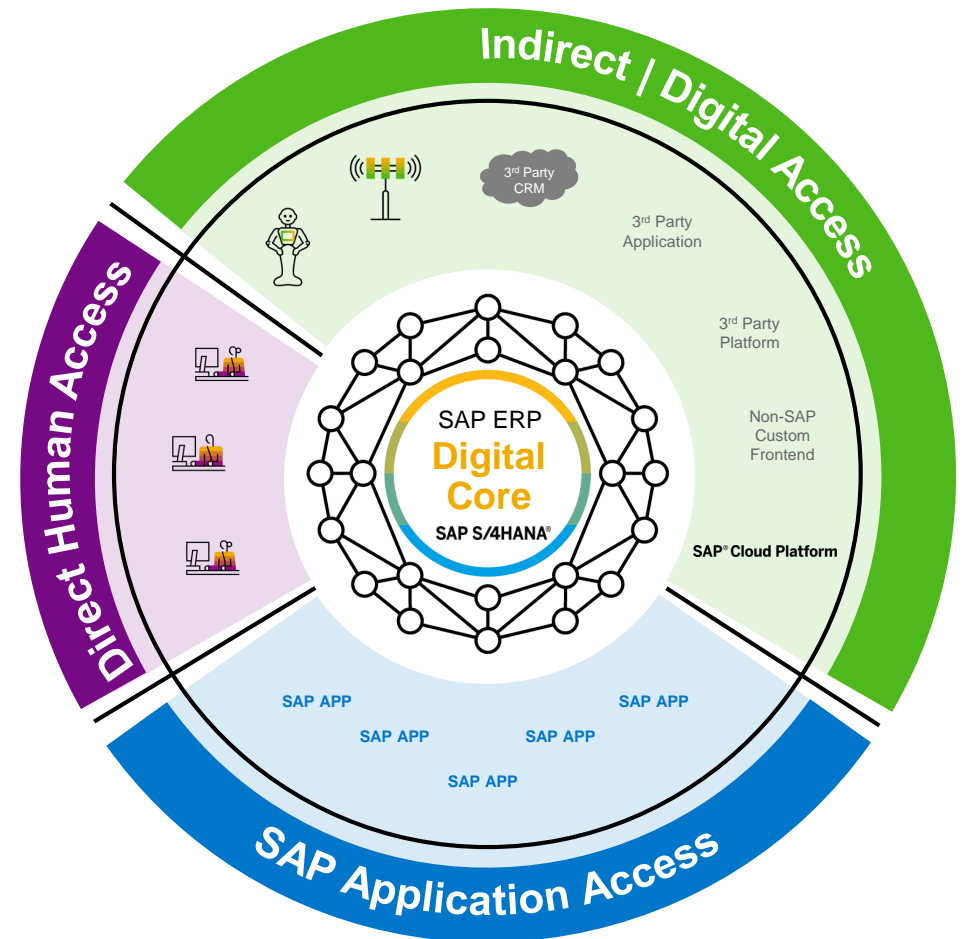 Indirect | Digital Access
3rd Party
CRM
3rd Party
Application
3rd Party
Platform
Non-SAP
Custom
Frontend
SAP® Cloud Platform
Direct Human Access
SAP ERP
Digital
Core
SAP S/4HANA®
SAP APP
SAP APP
SAP APP
SAP APP
SAP APP
SAP Application Access